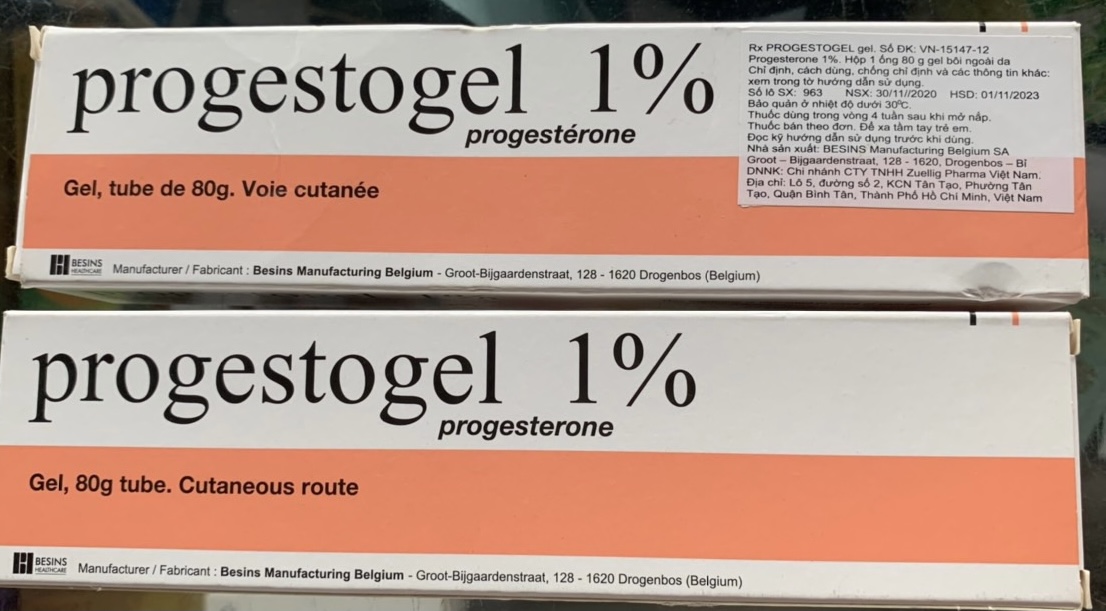 progestogel 1%
progestérone
Gel, tube de 80g. Voie cutanée
BESINS
HEALTHCARE
Manufacturer / Fabricant : Besins Manufacturing Belgium - Groot-Bijgaardenstraat, 128 - 1620 Drogenbos (Belgium)
Rx PROGESTOGEL gel. Số ĐK: VN-15147-12
Progesterone 1%. Hộp 1 ống 80 g gel bôi ngoài da
Chỉ định, cách dùng, chống chỉ định và các thông tin khác:
xem trong tờ hướng dẫn sử dụng.
Số lô SX: 963 NSX: 30/11//2020 HSD: 01/11/2023
Bảo quản ở nhiệt độ dưới 30ºC.
Thuốc dùng trong vòng 4 tuần sau khi mở nắp.
Thuốc bán theo đơn. Để xa tầm tay trẻ em.
Đọc kỹ hướng dẫn sử dụng trước khi dùng.
Nhà sản xuất: BESINS Manufacturing Belgium SA
Groot – Bijgaardenstraat, 128 - 1620, Drogenbos – Bỉ
DNNK: Chi nhánh CTY TNHH Zuellig Pharma Việt Nam.
Địa chỉ: Lô 5, đường số 2, KCN Tân Tạo, Phường Tân
Tạo, Quận Bình Tân, Thành Phố Hồ Chí Minh, Việt Nam
progestogel 1%
progesterone
Gel, 80g tube. Cutaneous route
BESINS
HEALTHCARE
Manufacturer / Fabricant : Besins Manufacturing Belgium - Groot-Bijgaardenstraat, 128 - 1620 Drogenbos (Belgium)